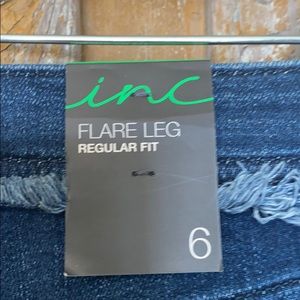 inc
FLARE LEG
REGULAR FIT
6